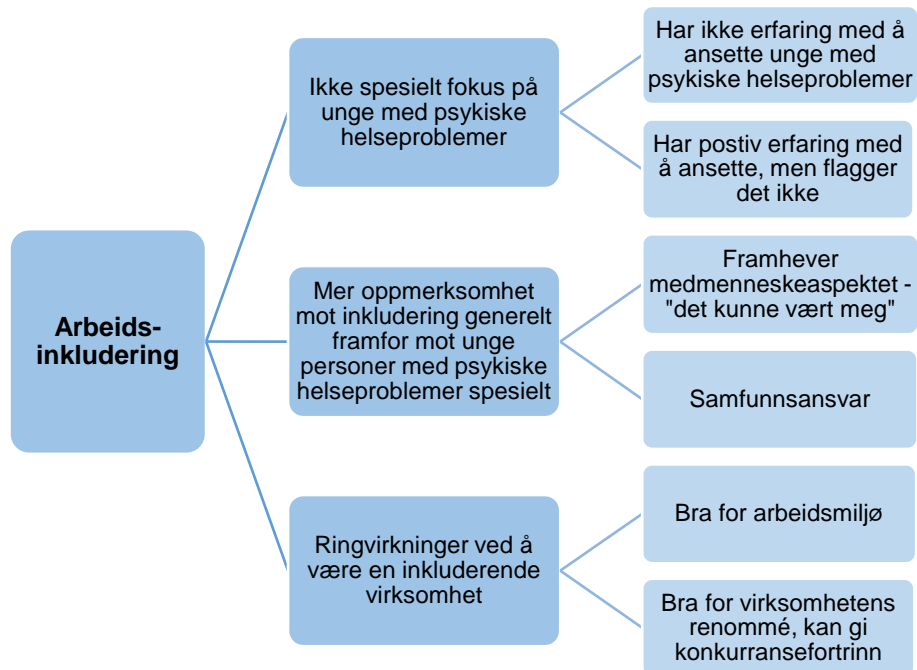 Arbeids-
inkludering
Ikke spesielt fokus på
unge med psykiske
helseproblemer
Har ikke erfaring med å
ansette unge med
psykiske helseproblemer
Har postiv erfaring med
å ansette, men flagger
det ikke
Mer oppmerksomhet
mot inkludering generelt
framfor mot unge
personer med psykiske
helseproblemer spesielt
Framhever
medmenneskeaspektet -
"det kunne vært meg"
Samfunnsansvar
Ringvirkninger ved å
være en inkluderende
virksomhet
Bra for arbeidsmiljø
Bra for virksomhetens
renommé, kan gi
konkurransefortrinn